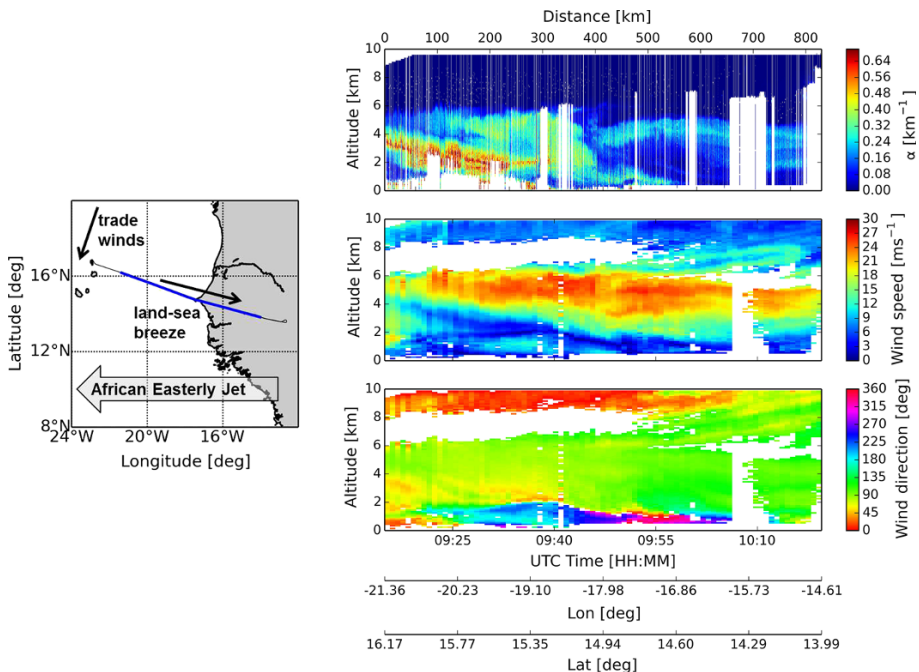 Distance [km]
0 100 200 300 400 500 600 700 800
10
8
6
4
2
0
Altitude [km]
0.64
0.56
0.48
0.40
0.32
0.24
0.16
0.08
0.00
α [km⁻¹]
10
8
6
4
2
0
Altitude [km]
30
27
24
21
18
15
12
9
6
3
0
Wind speed [ms⁻¹]
10
8
6
4
2
0
Altitude [km]
360
315
270
225
180
135
90
45
0
Wind direction [deg]
09:25 09:40 09:55 10:10
UTC Time [HH:MM]
-21.36 -20.23 -19.10 -17.98 -16.86 -15.73 -14.61
Lon [deg]
16.17 15.77 15.35 14.94 14.60 14.29 13.99
Lat [deg]
trade
winds
land-sea
breeze
African Easterly Jet
16°N
12°N
8°N
Latitude [deg]
24°W 20°W 16°W
Longitude [deg]